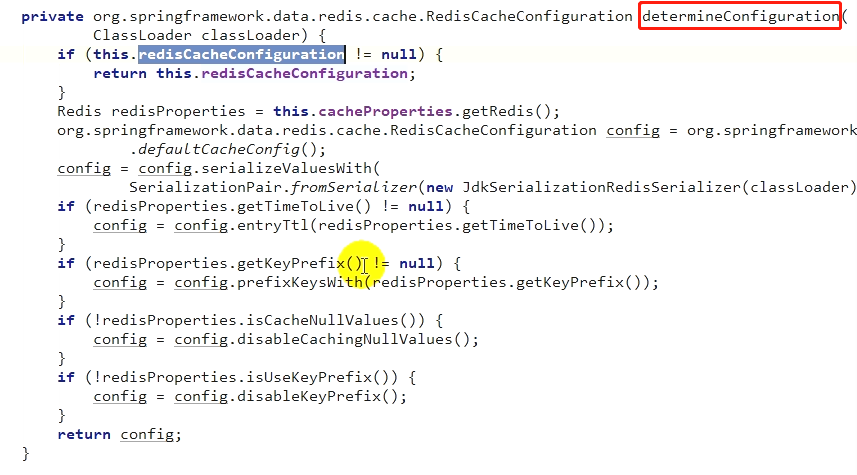 private org.springframework.data.redis.cache.RedisCacheConfiguration determineConfiguration(
        ClassLoader classLoader) {
    if (this.redisCacheConfiguration != null) {
        return this.redisCacheConfiguration;
    }
    Redis redisProperties = this.cacheProperties.getRedis();
    org.springframework.data.redis.cache.RedisCacheConfiguration config = org.springframework
            .defaultCacheConfig();
    config = config.serializeValuesWith(
            SerializationPair.fromSerializer(new JdkSerializationRedisSerializer(classLoader)
    if (redisProperties.getTimeToLive() != null) {
        config = config.entryTtl(redisProperties.getTimeToLive());
    }
    if (redisProperties.getKeyPrefix() != null) {
        config = config.prefixKeysWith(redisProperties.getKeyPrefix());
    }
    if (!redisProperties.isCacheNullValues()) {
        config = config.disableCachingNullValues();
    }
    if (!redisProperties.isUseKeyPrefix()) {
        config = config.disableKeyPrefix();
    }
    return config;
}